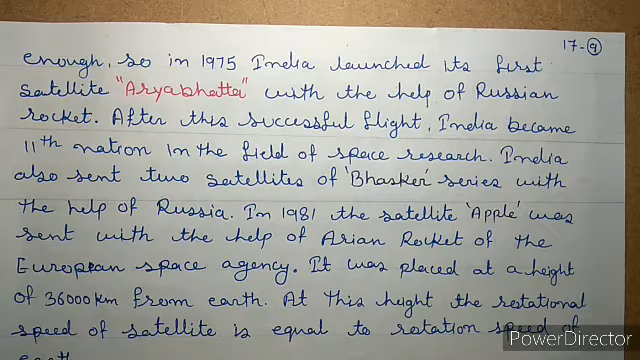 17-9
enough, so in 1975 India launched its first
satellite "Aryabhatta" with the help of Russian
rocket. After this successful flight, India became
11th nation in the field of space research. India
also sent two satellites of 'Bhasker' series with
the help of Russia. In 1981 the satellite 'Apple' was
sent with the help of Arian Rocket of the
European space agency. It was placed at a height
of 36000km from earth. At this height the rotational
speed of satellite is equal to rotation speed of
PowerDirector